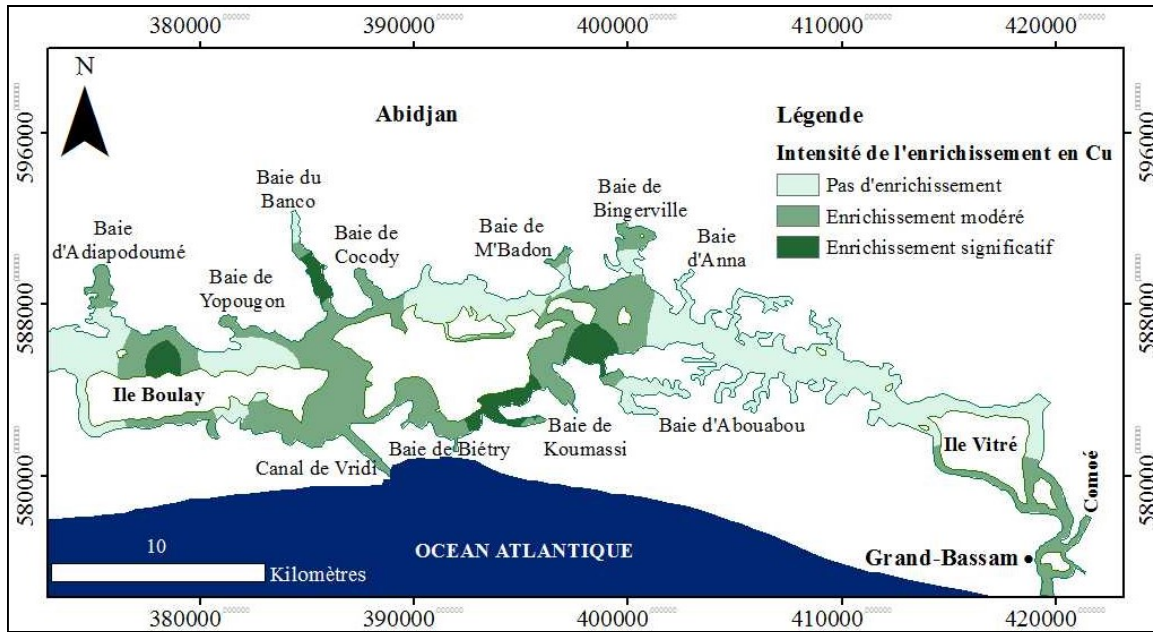 380000 390000 400000 410000 420000
N
Abidjan
Légende
Intensité de l'enrichissement en Cu
Pas d'enrichissement
Enrichissement modéré
Enrichissement significatif
596000
596000
Baie du
Banco
Baie de
Cocody
Baie de
M'Badon
Baie de
Bingerville
Baie
d'Anna
Baie
d'Adiapodoumé
Baie de
Yopougon
588000
588000
Ile Boulay
Canal de Vridi
Baie de Biétry
Baie de
Koumassi
Baie d'Abouabou
Ile Vitré
Comoé
580000
580000
Grand-Bassam
OCEAN ATLANTIQUE
10
Kilomètres
380000 390000 400000 410000 420000